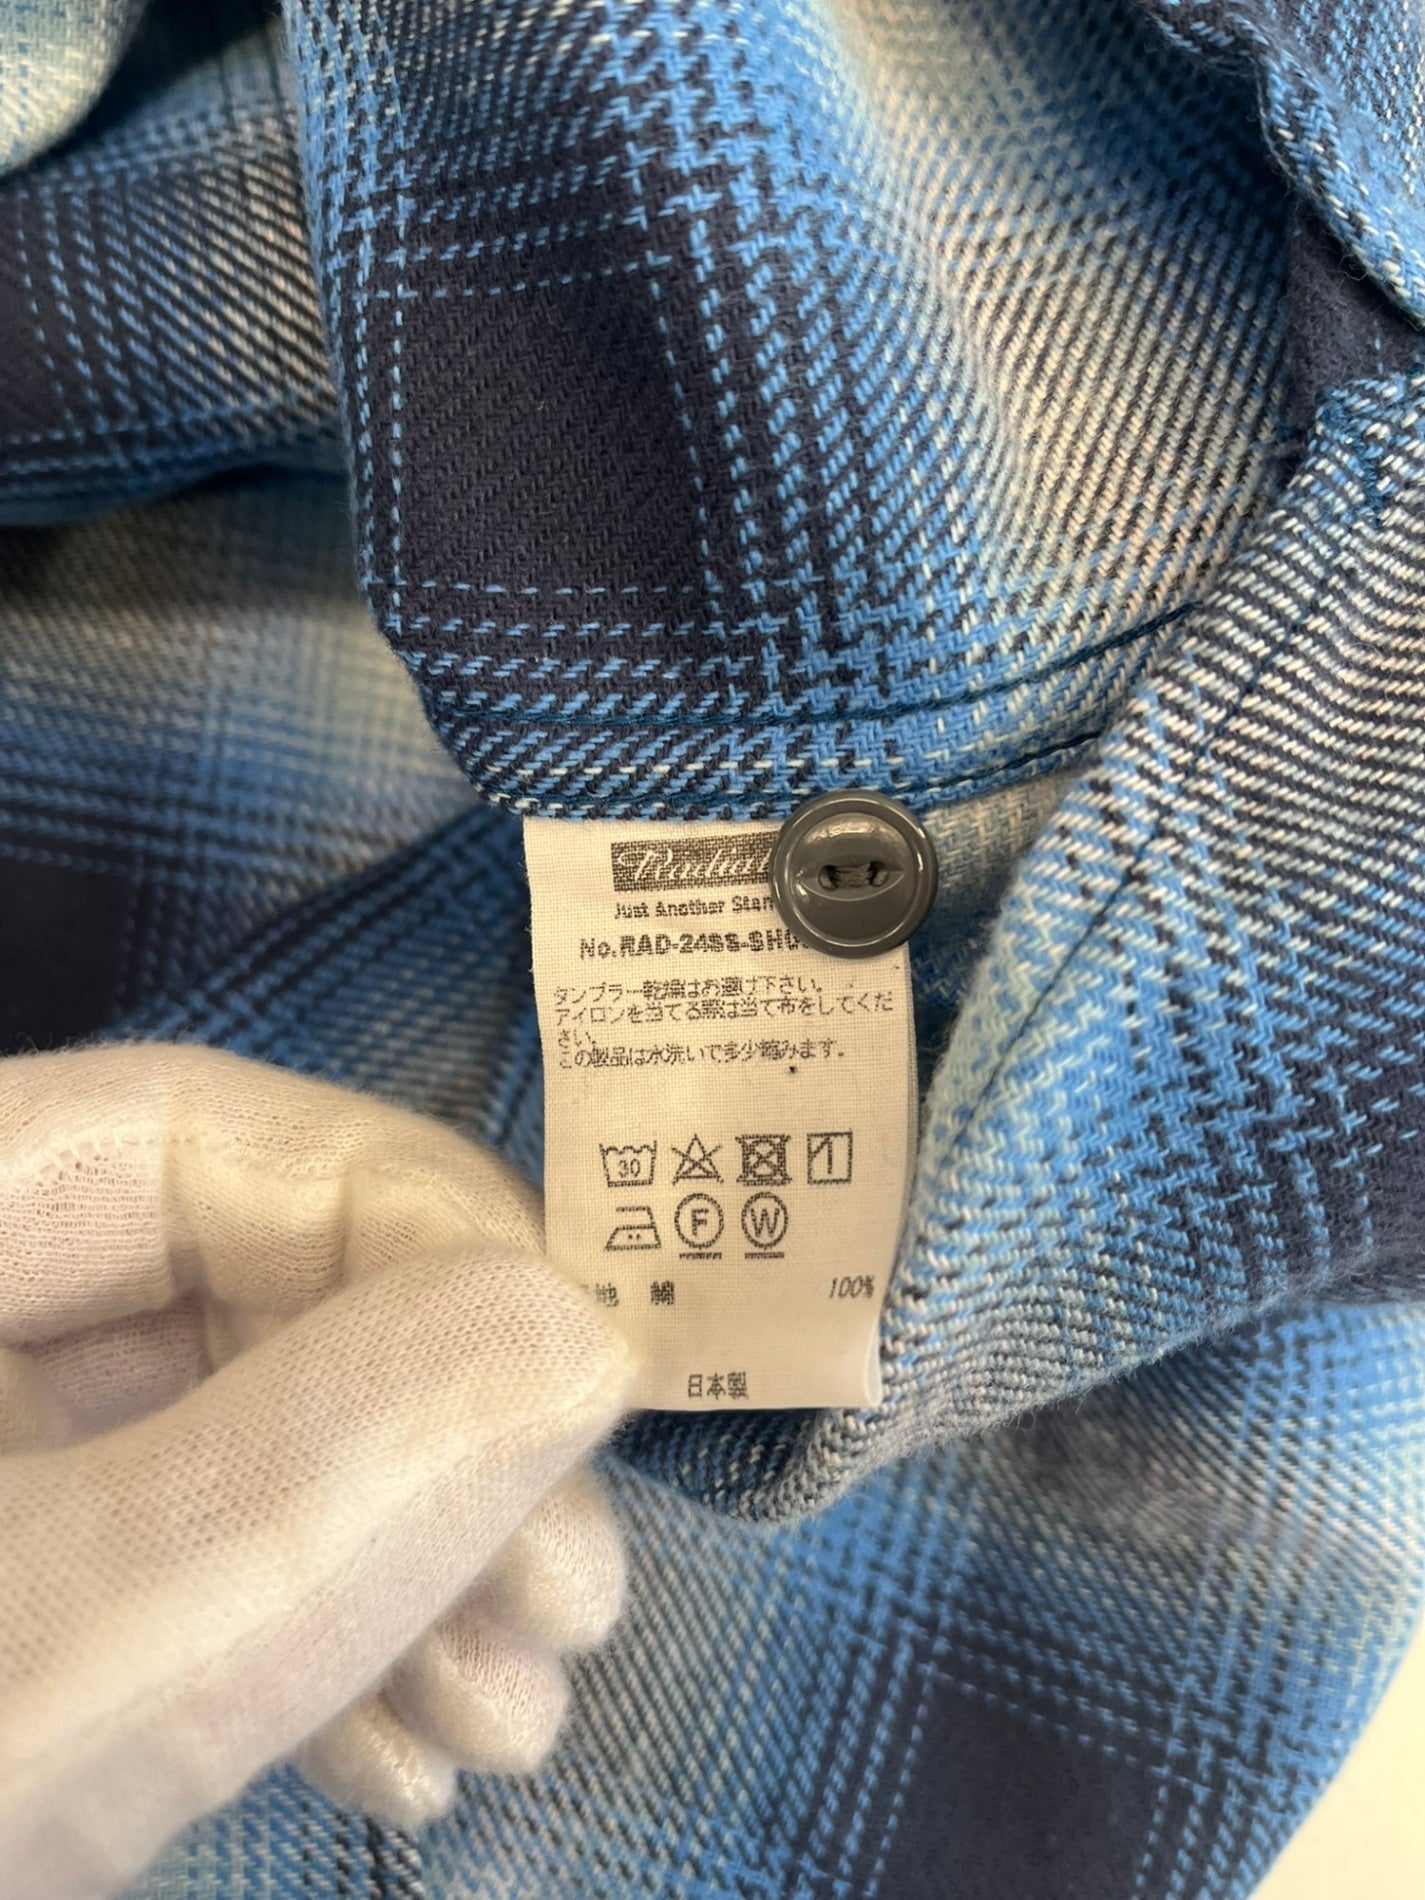 Radial
Just Another Stan
No.RAD-24SS-SH0
タンブラー乾燥はお避け下さい。
アイロンを当てる際は当て布をしてくだ
さい。
この製品は水洗いで多少縮みます。
30
F W
地 綿 100%
日本製